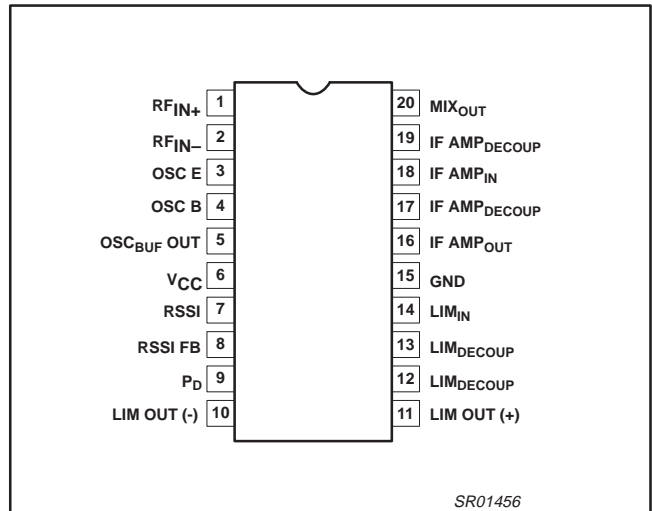 RFIN+ 1
RFIN– 2
OSC E 3
OSC B 4
OSCBUF OUT 5
VCC 6
RSSI 7
RSSI FB 8
PD 9
LIM OUT (-) 10
20 MIXOUT
19 IF AMPDECOUP
18 IF AMPIN
17 IF AMPDECOUP
16 IF AMPOUT
15 GND
14 LIMIN
13 LIMDECOUP
12 LIMDECOUP
11 LIM OUT (+)
SR01456